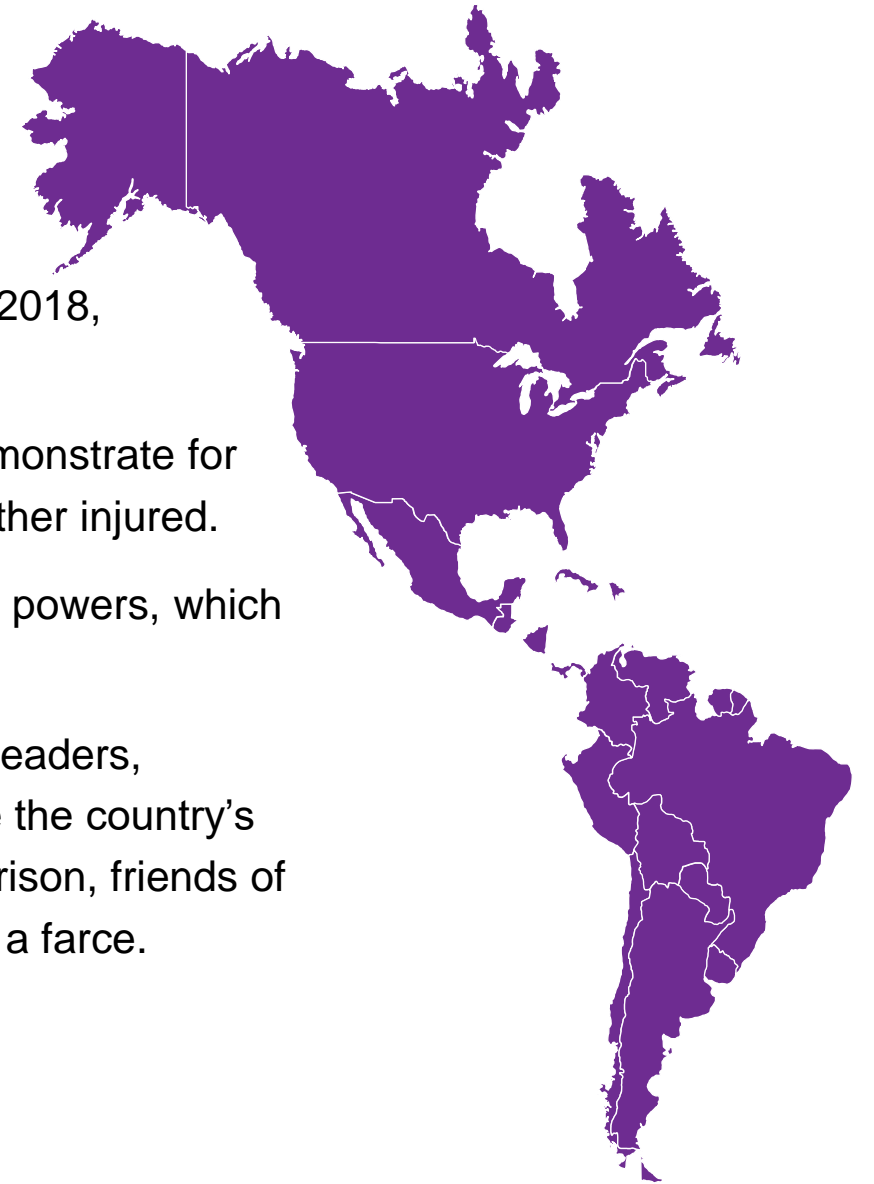 2018,
monstrate for
ther injured.
powers, which
eaders,
the country’s
rison, friends of
a farce.